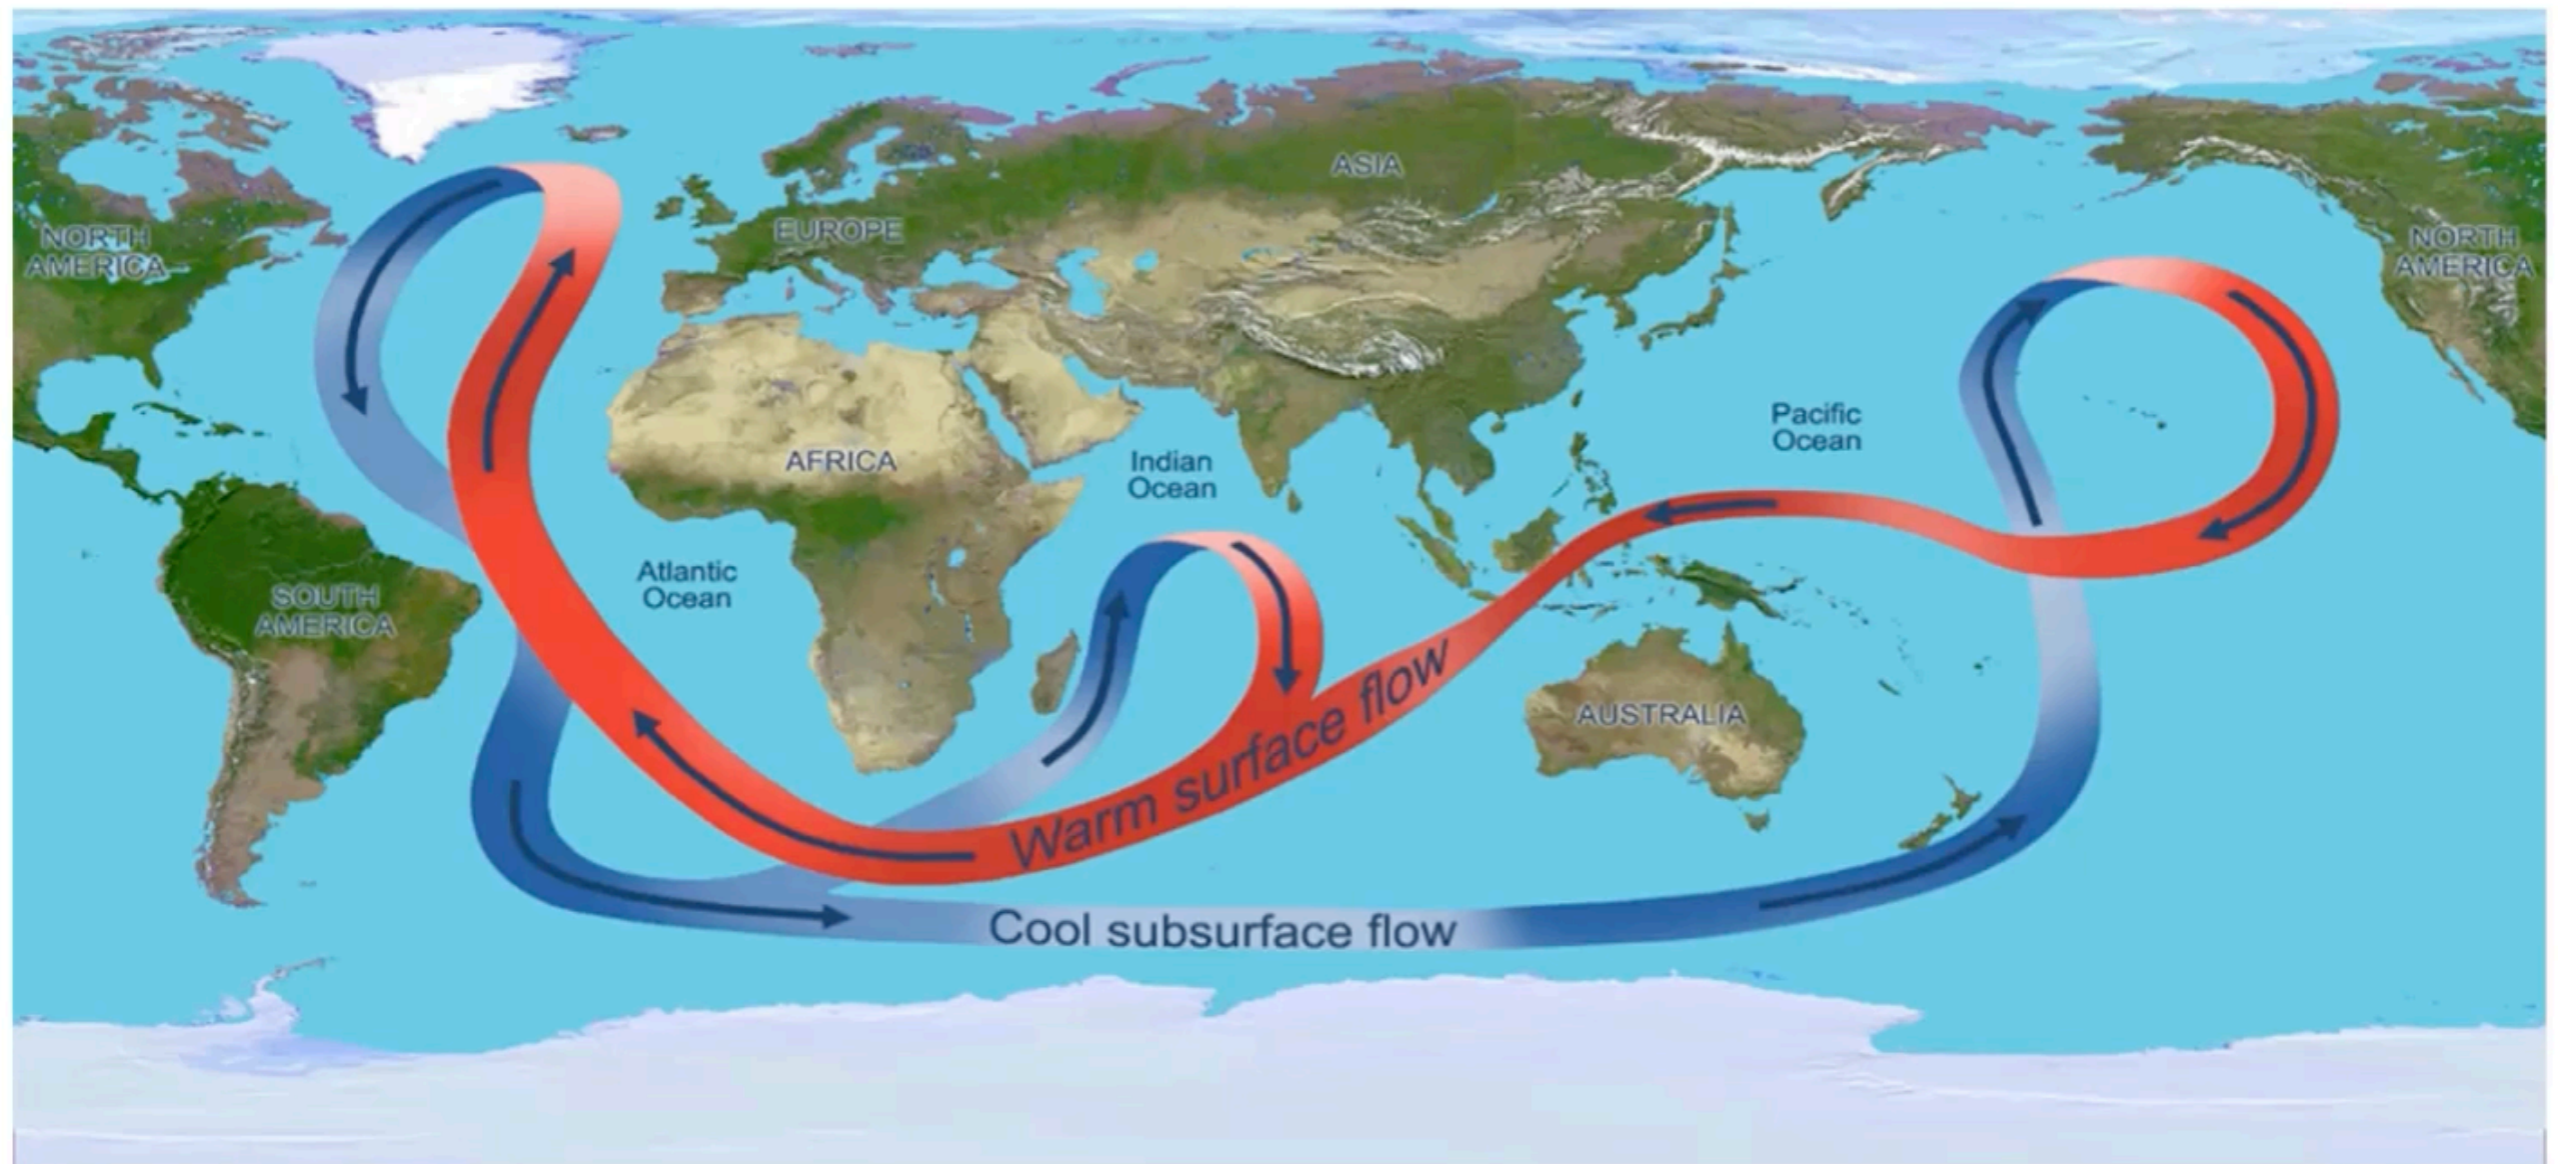 ASIA
NORTH
AMERICA
EUROPE
NORTH
AMERICA
Pacific
Ocean
AFRICA
Indian
Ocean
Atlantic
Ocean
SOUTH
AMERICA
AUSTRALIA
Warm surface flow
Cool subsurface flow